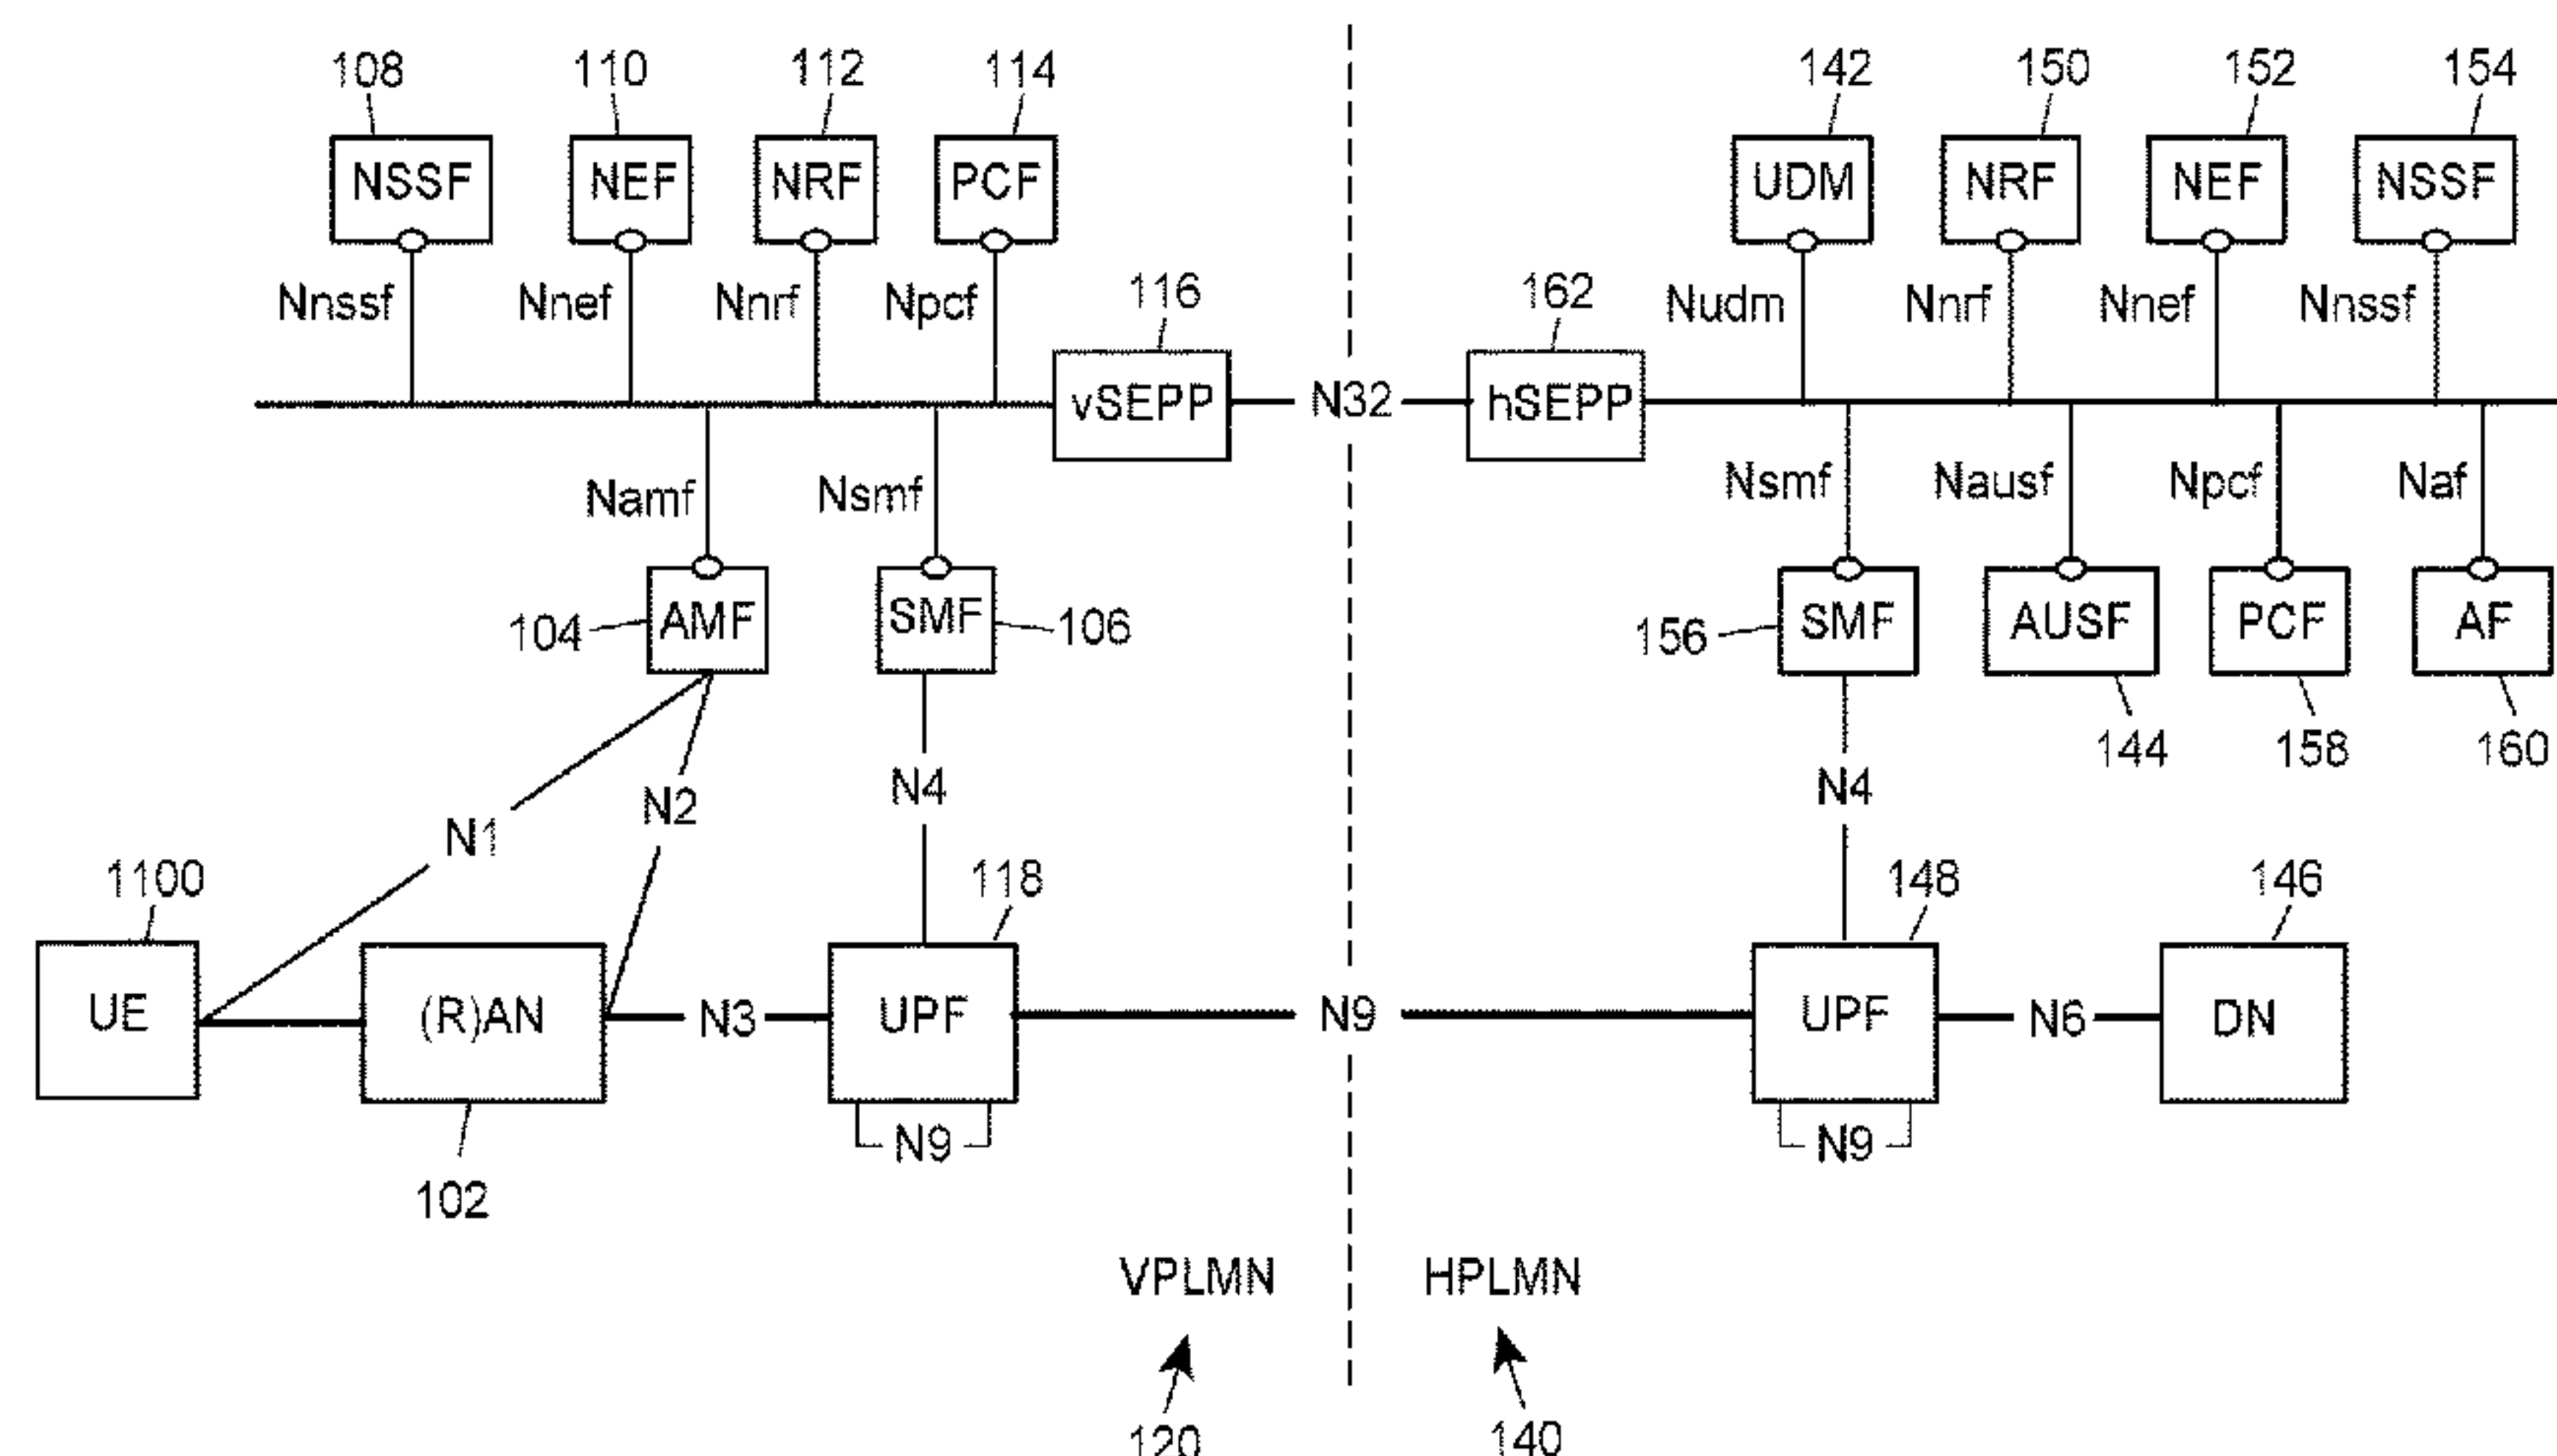 108 110 112 114 142 150 152 154
NSSF NEF NRF PCF UDM NRF NEF NSSF
Nnssf Nnef Nnrf Npcf 116 162 Nudm Nnrf Nnef Nnssf
vSEPP N32 hSEPP
Namf Nsmf Nsmf Nausf Npcf Naf
104 AMF SMF 106 156 SMF AUSF PCF AF
144 158 160
N1 N2 N4 N4
1100 118 148 146
UE (R)AN N3 UPF N9 UPF N6 DN
N9 N9
102
VPLMN HPLMN
120 140